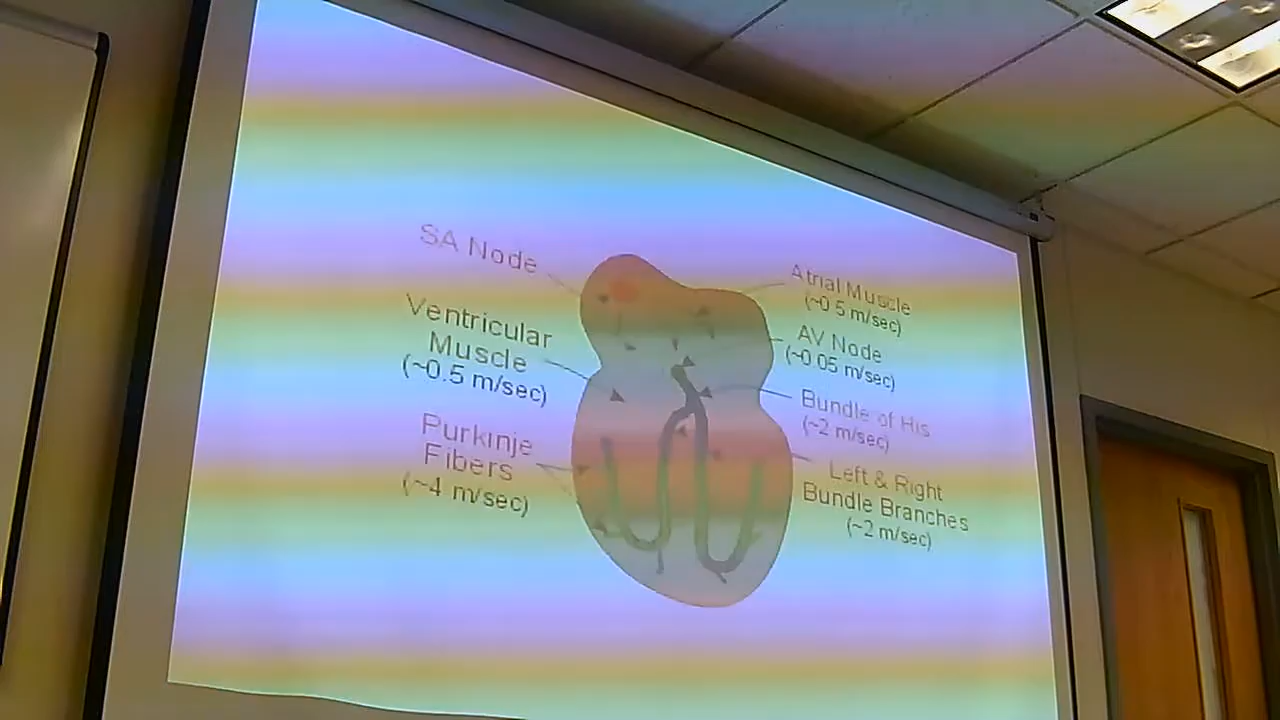 SA Node
Ventricular
Muscle
(~0.5 m/sec)
Purkinje
Fibers
(~4 m/sec)
Atrial Muscle
(~0.5 m/sec)
AV Node
(~0.05 m/sec)
Bundle of His
(~2 m/sec)
Left & Right
Bundle Branches
(~2 m/sec)